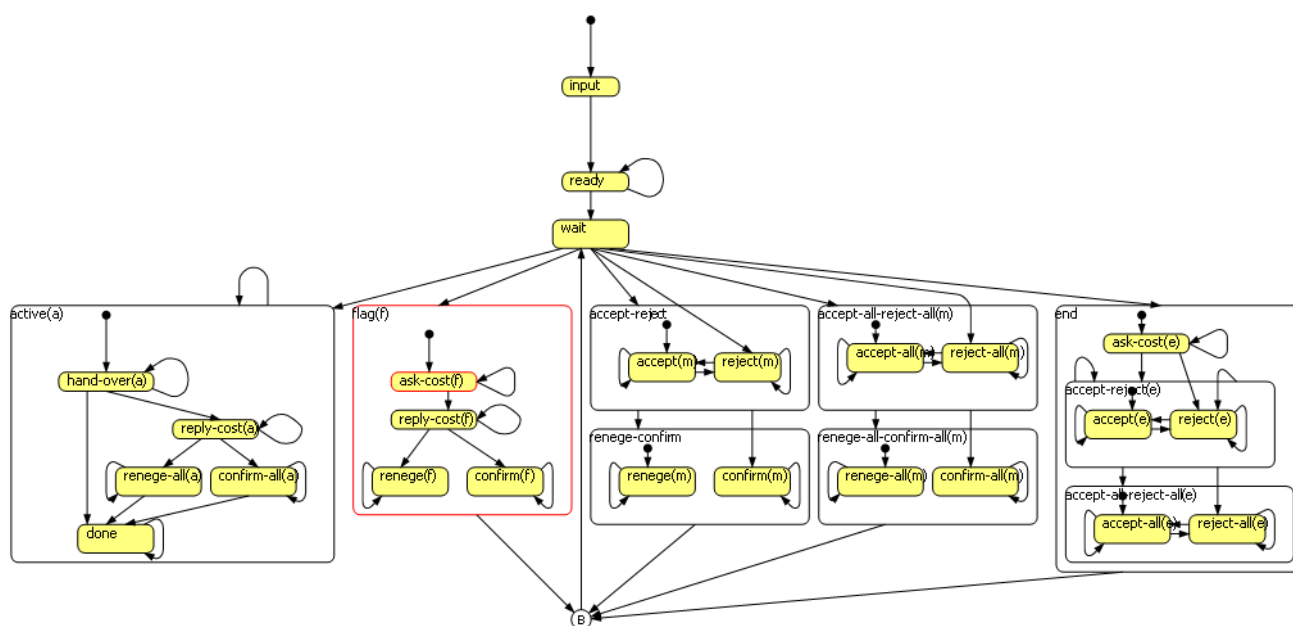 input
ready
wait
active(a)
flag(f)
accept-reject
accept-all-reject-all(m)
end
ask-cost(e)
hand-over(a)
ask-cost(f)
accept(m)
reject(m)
accept-all(m)
reject-all(m)
accept-reject(e)
reply-cost(a)
reply-cost(f)
accept(e)
reject(e)
renege-confirm
renege-all-confirm-all(m)
renege-all(a)
confirm-all(a)
renege(f)
confirm(f)
renege(m)
confirm(m)
renege-all(m)
confirm-all(m)
accept-all-reject-all(e)
done
accept-all(e)
reject-all(e)
B